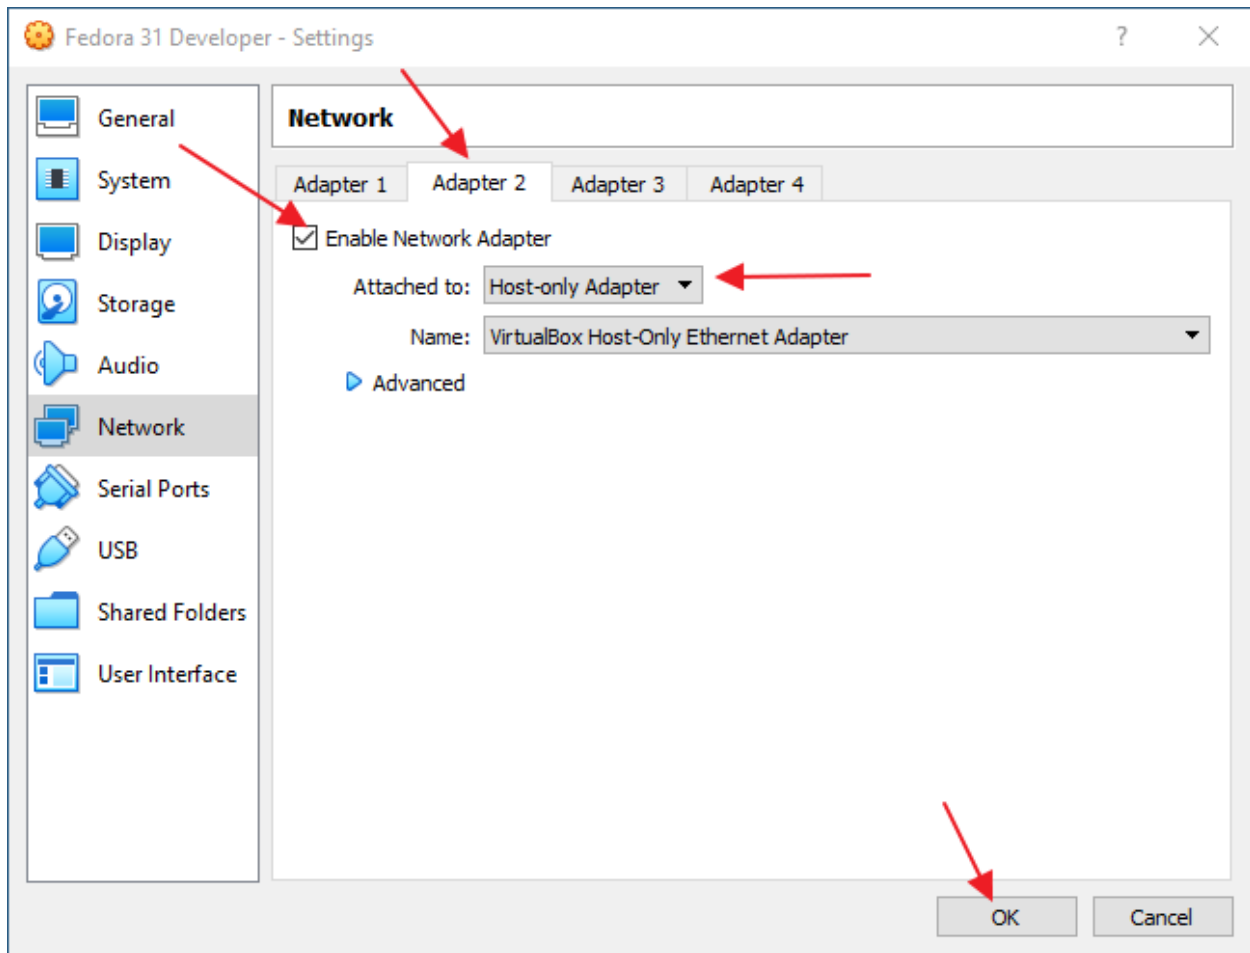 Fedora 31 Developer - Settings
?
General
System
Display
Storage
Audio
Network
Serial Ports
USB
Shared Folders
User Interface
Network
Adapter 1
Adapter 2
Adapter 3
Adapter 4
Enable Network Adapter
Attached to: Host-only Adapter
Name: VirtualBox Host-Only Ethernet Adapter
Advanced
OK
Cancel